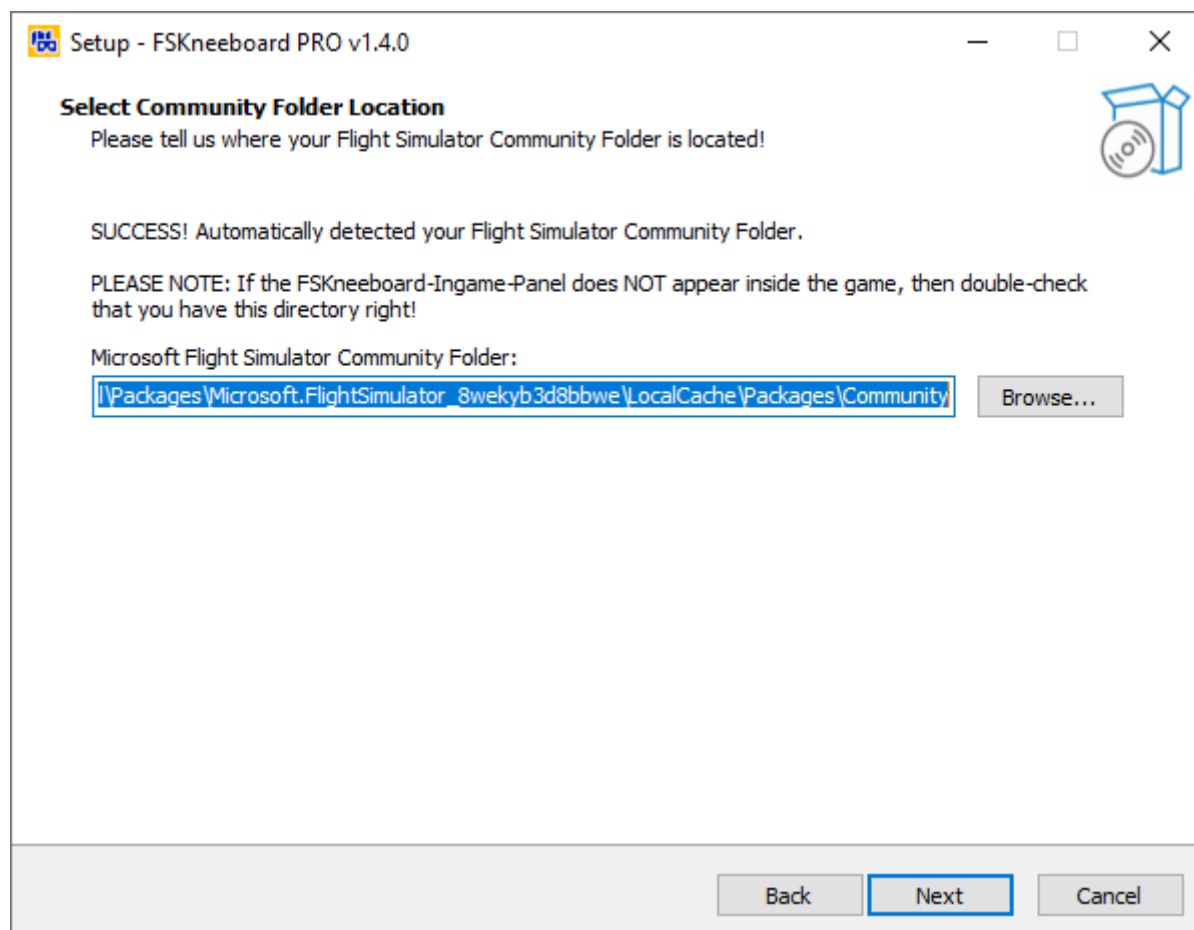 Setup - FSKneeboard PRO v1.4.0
Select Community Folder Location
Please tell us where your Flight Simulator Community Folder is located!
SUCCESS! Automatically detected your Flight Simulator Community Folder.
PLEASE NOTE: If the FSKneeboard-Ingame-Panel does NOT appear inside the game, then double-check
that you have this directory right!
Microsoft Flight Simulator Community Folder:
l\Packages\Microsoft.FlightSimulator_8wekyb3d8bbwe\LocalCache\Packages\Community
Browse...
Back
Next
Cancel